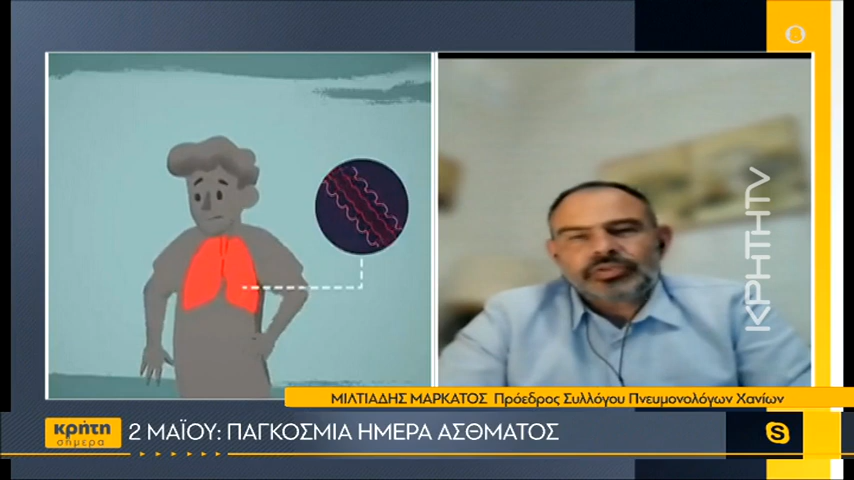 ΚΡΗΤΗTV
ΜΙΛΤΙΑΔΗΣ ΜΑΡΚΑΤΟΣ Πρόεδρος Συλλόγου Πνευμονολόγων Χανίων
κρήτη
σήμερα
2 ΜΑΪΟΥ: ΠΑΓΚΟΣΜΙΑ ΗΜΕΡΑ ΑΣΘΜΑΤΟΣ